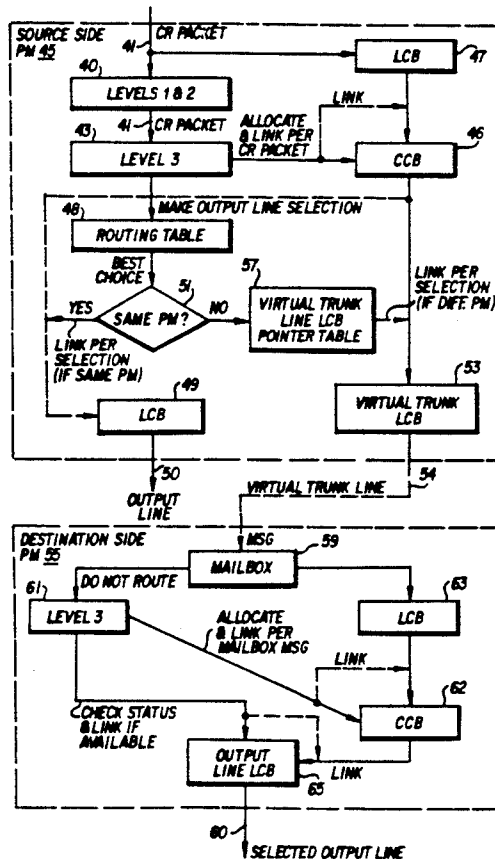 CR PACKET
SOURCE SIDE
PM 45
41
LCB
47
40
LEVELS 1 & 2
LINK
41
CR PACKET
ALLOCATE
& LINK PER
CR PACKET
43
LEVEL 3
CCB
46
MAKE OUTPUT LINE SELECTION
48
ROUTING TABLE
BEST
CHOICE
51
57
YES
SAME PM?
NO
VIRTUAL TRUNK
LINE LCB
POINTER TABLE
LINK PER
SELECTION
(IF DIFF PM)
LINK PER
SELECTION
(IF SAME PM)
49
LCB
53
VIRTUAL TRUNK
LCB
50
OUTPUT
LINE
54
VIRTUAL TRUNK LINE
DESTINATION SIDE
PM 55
MSG
59
MAILBOX
DO NOT ROUTE
61
LEVEL 3
63
LCB
ALLOCATE
& LINK PER
MAILBOX MSG
LINK
62
CCB
CHECK STATUS
& LINK IF
AVAILABLE
OUTPUT
LINE LCB
65
LINK
60
SELECTED OUTPUT LINE